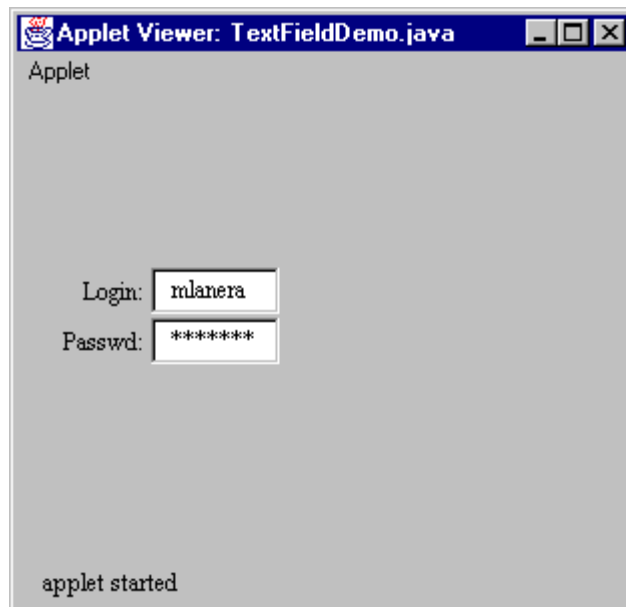 Applet Viewer: TextFieldDemo.java
Applet
Login: mlanera
Passwd: *******
applet started